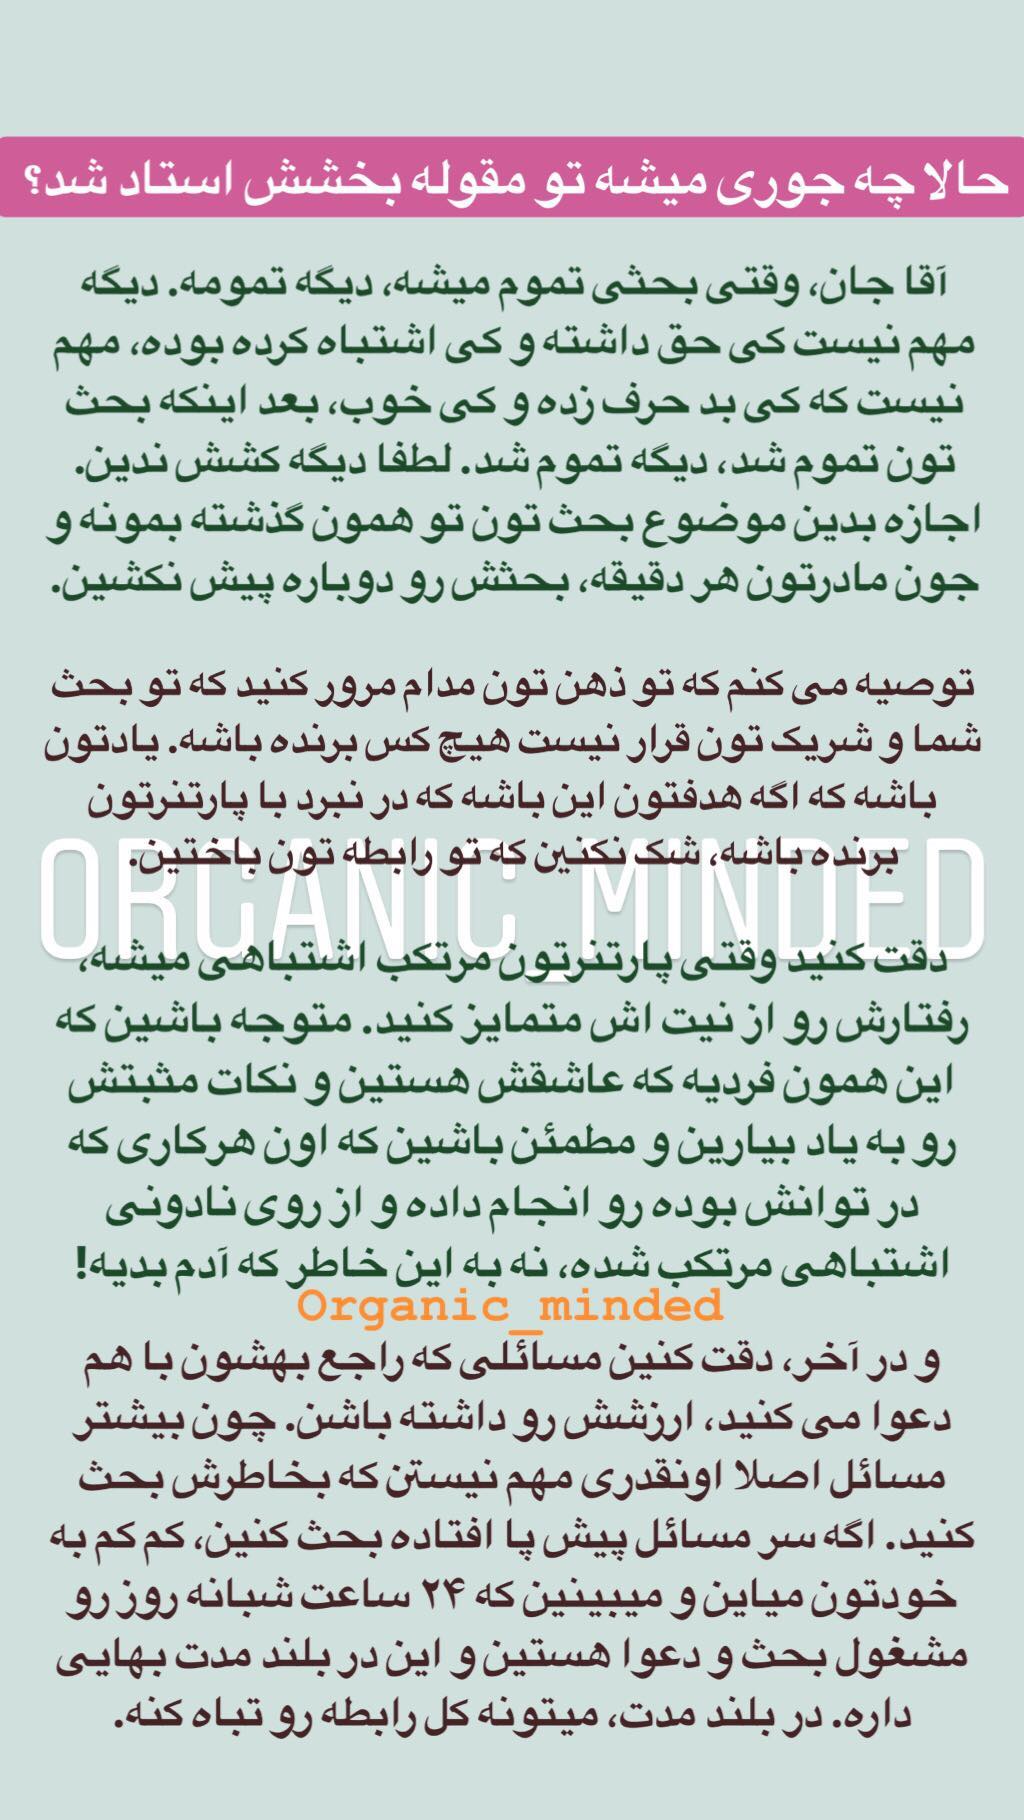 حالا چه جوری میشه تو مقوله بخشش استاد شد؟
آقا جان، وقتی بحثی تموم میشه، دیگه تمومه. دیگه
مهم نیست کی حق داشته و کی اشتباه کرده بوده، مهم
نیست که کی بد حرف زده و کی خوب، بعد اینکه بحث
تون تموم شد، دیگه تموم شد. لطفا دیگه کشش ندین.
اجازه بدین موضوع بحث تون تو همون گذشته بمونه و
جون مادرتون هر دقیقه، بحثش رو دوباره پیش نکشین.
توصیه می کنم که تو ذهن تون مدام مرور کنید که تو بحث
شما و شریک تون قرار نیست هیچ کس برنده باشه. یادتون
باشه که اگه هدفتون این باشه که در نبرد با پارتنرتون
برنده باشه، شک نکنین که تو رابطه تون باختین.
ORGANIC_MINDED
دقت کنید وقتی پارتنرتون مرتکب اشتباهی میشه،
رفتارش رو از نیت اش متمایز کنید. متوجه باشین که
این همون فردیه که عاشقش هستین و نکات مثبتش
رو به یاد بیارین و مطمئن باشین که اون هرکاری که
در توانش بوده رو انجام داده و از روی نادونی
اشتباهی مرتکب شده، نه به این خاطر که آدم بدیه!
Organic_minded
و در آخر، دقت کنین مسائلی که راجع بهشون با هم
دعوا می کنید، ارزشش رو داشته باشن. چون بیشتر
مسائل اصلا اونقدری مهم نیستن که بخاطرش بحث
کنید. اگه سر مسائل پیش پا افتاده بحث کنین، کم کم به
خودتون میاین و میبینین که ۲۴ ساعت شبانه روز رو
مشغول بحث و دعوا هستین و این در بلند مدت بهایی
داره. در بلند مدت، میتونه کل رابطه رو تباه کنه.